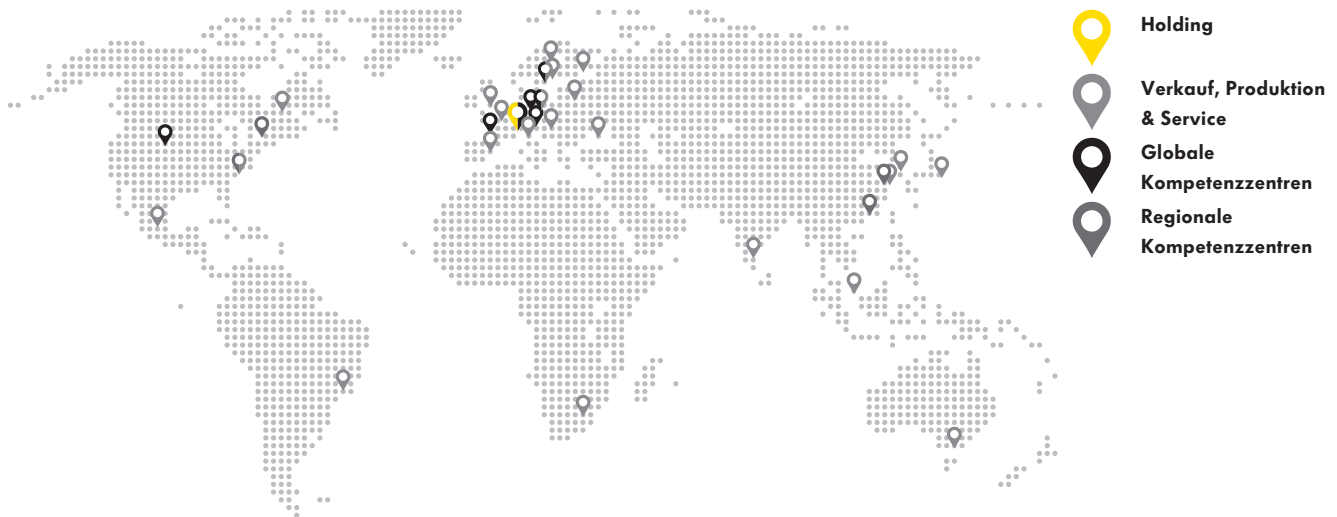 Holding
Verkauf, Produktion
& Service
Globale
Kompetenzzentren
Regionale
Kompetenzzentren